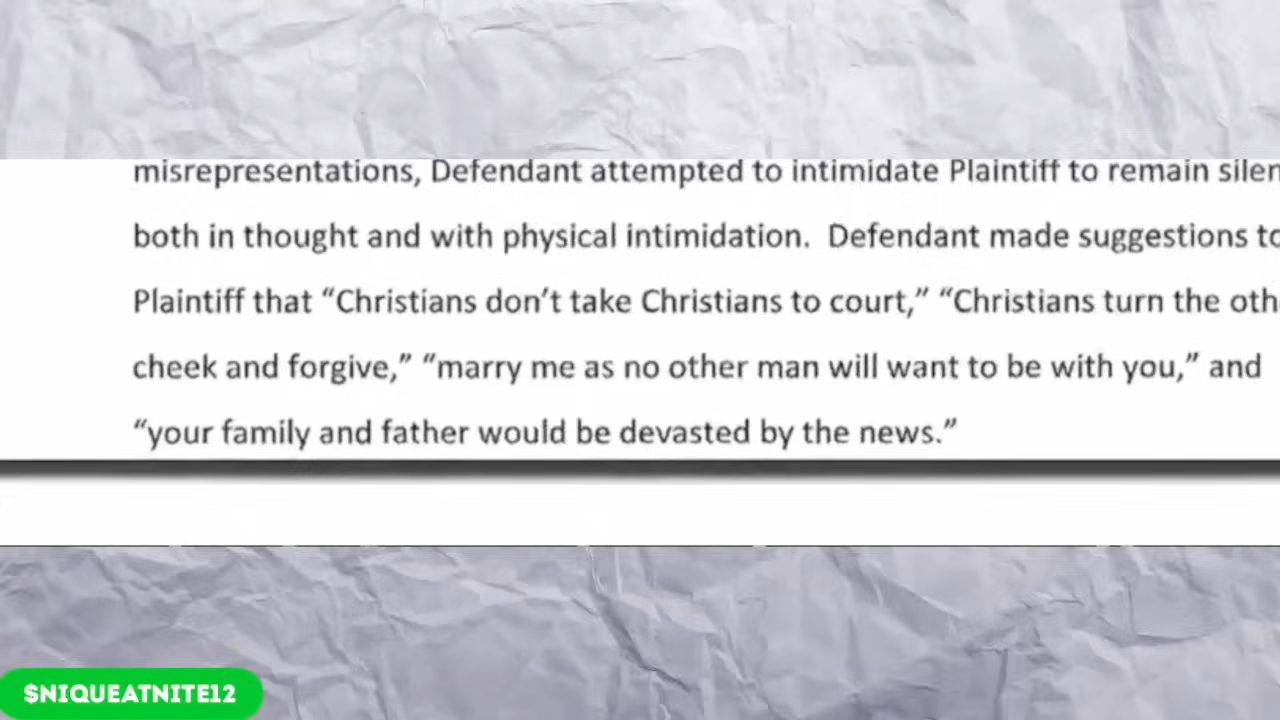 misrepresentations, Defendant attempted to intimidate Plaintiff to remain silen
both in thought and with physical intimidation. Defendant made suggestions to
Plaintiff that “Christians don’t take Christians to court,” “Christians turn the oth
cheek and forgive,” “marry me as no other man will want to be with you,” and
“your family and father would be devasted by the news.”
$NIQUEATNITE12